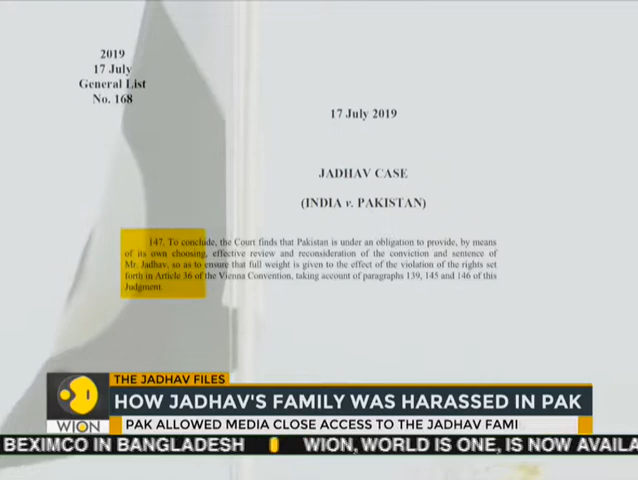 2019
17 July
General List
No. 168
17 July 2019
JADHAV CASE
(INDIA v. PAKISTAN)
147. To conclude, the Court finds that Pakistan is under an obligation to provide, by means
of its own choosing, effective review and reconsideration of the conviction and sentence of
Mr. Jadhav, so as to ensure that full weight is given to the effect of the violation of the rights set
forth in Article 36 of the Vienna Convention, taking account of paragraphs 139, 145 and 146 of this
Judgment.
THE JADHAV FILES
HOW JADHAV'S FAMILY WAS HARASSED IN PAK
WION
PAK ALLOWED MEDIA CLOSE ACCESS TO THE JADHAV FAMI
BEXIMCO IN BANGLADESH WION, WORLD IS ONE, IS NOW AVAILA